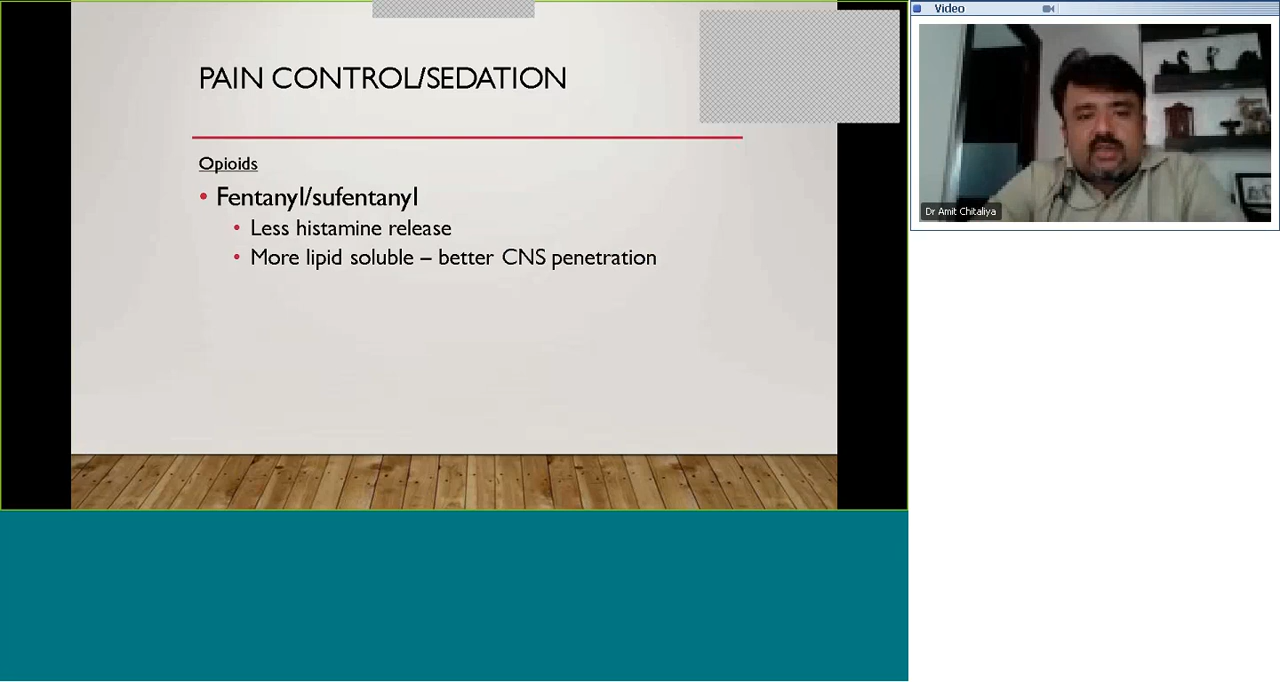 PAIN CONTROL/SEDATION
Opioids
• Fentanyl/sufentanyl
• Less histamine release
• More lipid soluble – better CNS penetration
Video
Dr Amit Chitaliya